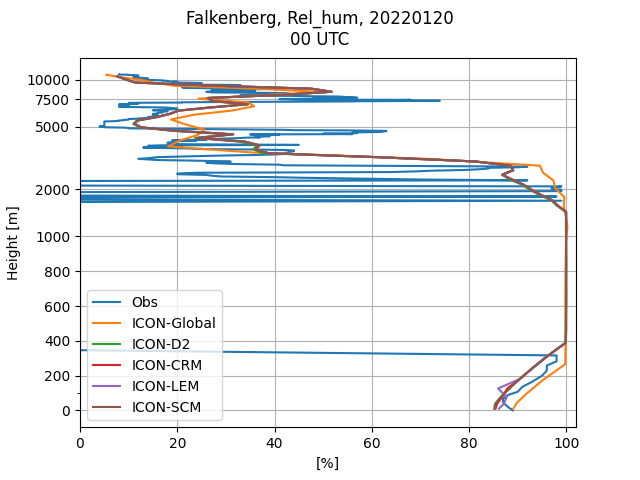 Falkenberg, Rel_hum, 20220120
00 UTC
10000
7500
5000
2000
1000
800
600
400
200
0
Height [m]
Obs
ICON-Global
ICON-D2
ICON-CRM
ICON-LEM
ICON-SCM
0 20 40 60 80 100
[%]